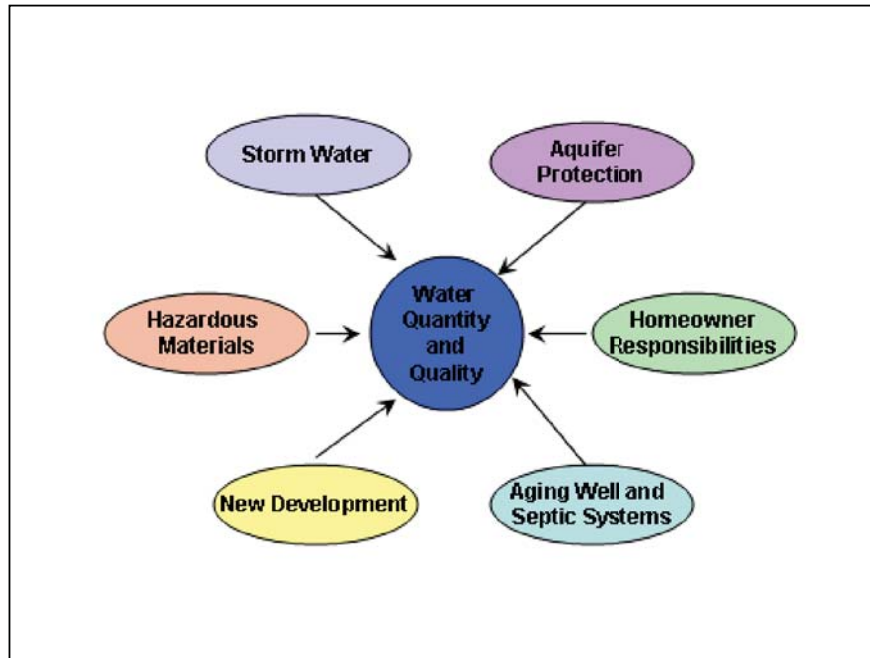 Storm Water
Aquifer
Protection
Hazardous
Materials
Water
Quantity
and
Quality
Homeowner
Responsibilities
New Development
Aging Well and
Septic Systems